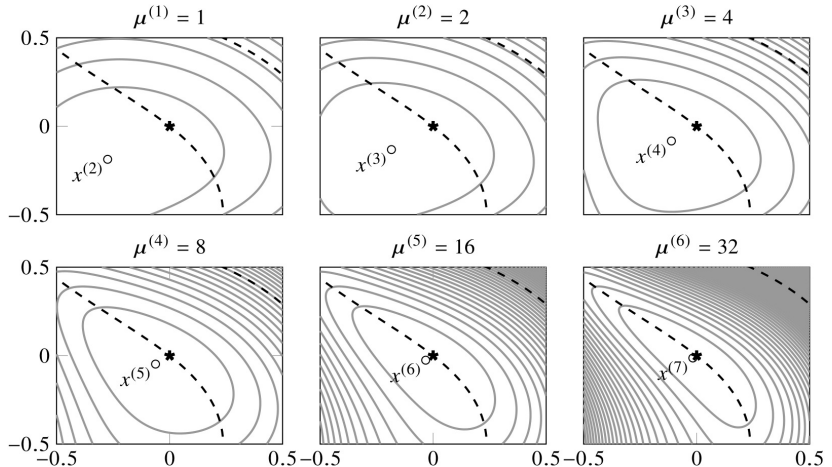 μ⁽¹⁾ = 1
μ⁽²⁾ = 2
μ⁽³⁾ = 4
0.5
0
−0.5
x⁽²⁾
x⁽³⁾
x⁽⁴⁾
μ⁽⁴⁾ = 8
μ⁽⁵⁾ = 16
μ⁽⁶⁾ = 32
0.5
0
−0.5
x⁽⁵⁾
x⁽⁶⁾
x⁽⁷⁾
−0.5 0 0.5
−0.5 0 0.5
−0.5 0 0.5